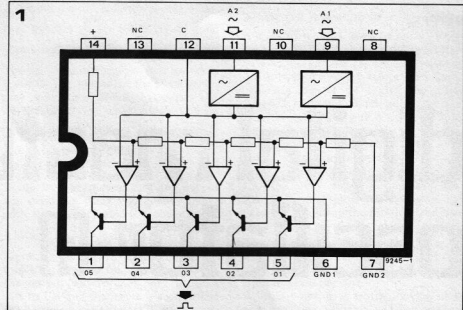 1
+ NC C A2 ~ NC A1 ~ NC
14 13 12 11 10 9 8
~ ~
- + - + - + - + - +
1 2 3 4 5 6 7
05 04 03 02 01 GND1 GND2
9245-1